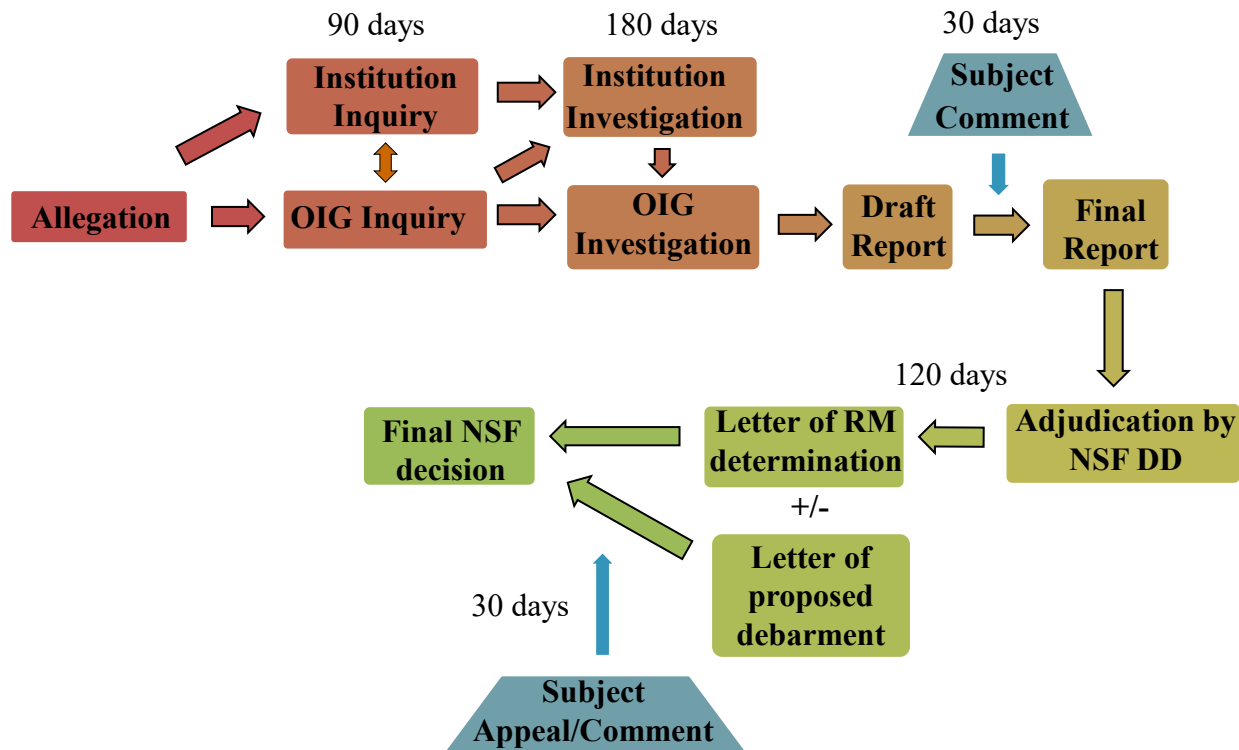 90 days
180 days
30 days
Institution
Inquiry
Institution
Investigation
Subject
Comment
Allegation
OIG Inquiry
OIG
Investigation
Draft
Report
Final
Report
120 days
Final NSF
decision
Letter of RM
determination
Adjudication by
NSF DD
+/-
Letter of
proposed
debarment
30 days
Subject
Appeal/Comment